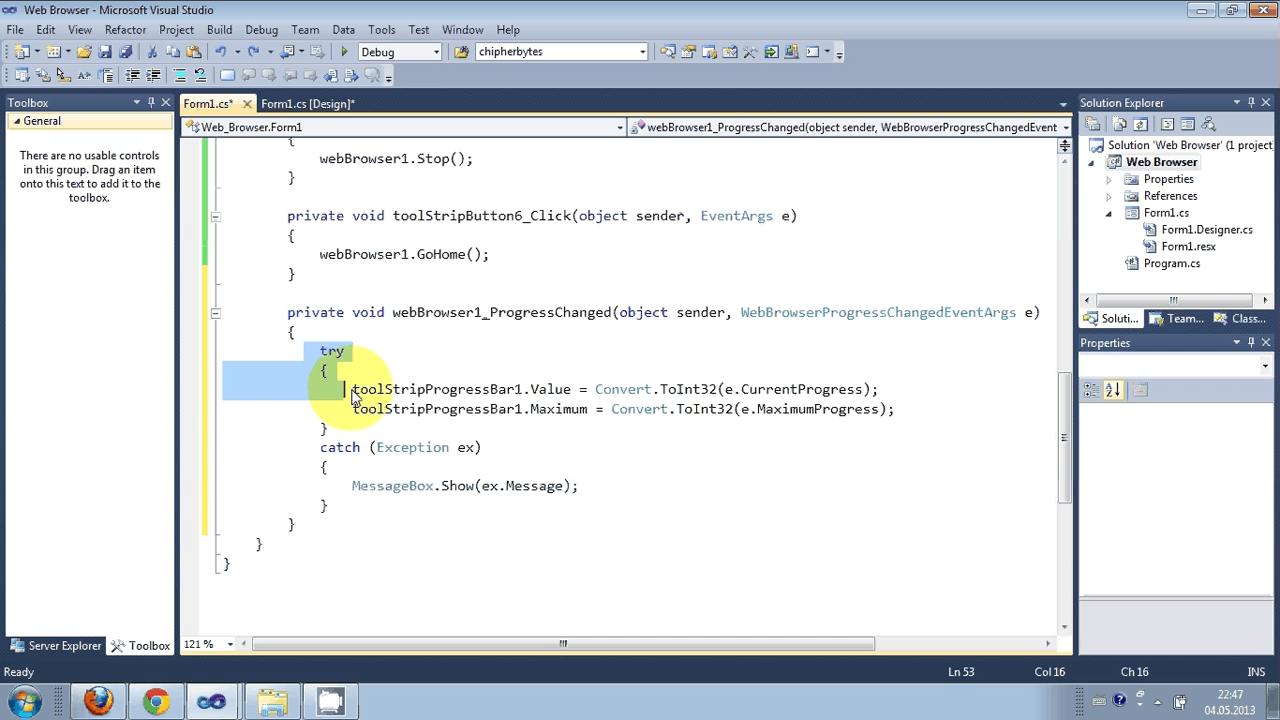 Web Browser - Microsoft Visual Studio
File Edit View Refactor Project Build Debug Team Data Tools Test Window Help
Debug chipherbytes
Toolbox
General
There are no usable controls
in this group. Drag an item
onto this text to add it to the
toolbox.
Server Explorer Toolbox
Form1.cs* Form1.cs [Design]*
Web_Browser.Form1 webBrowser1_ProgressChanged(object sender, WebBrowserProgressChangedEvent
{
webBrowser1.Stop();
}
private void toolStripButton6_Click(object sender, EventArgs e)
{
webBrowser1.GoHome();
}
private void webBrowser1_ProgressChanged(object sender, WebBrowserProgressChangedEventArgs e)
{
try
{
toolStripProgressBar1.Value = Convert.ToInt32(e.CurrentProgress);
toolStripProgressBar1.Maximum = Convert.ToInt32(e.MaximumProgress);
}
catch (Exception ex)
{
MessageBox.Show(ex.Message);
}
}
}
}
121 %
Solution Explorer
Solution 'Web Browser' (1 project
Web Browser
Properties
References
Form1.cs
Form1.Designer.cs
Form1.resx
Program.cs
Soluti... Team... Class...
Properties
Ready Ln 53 Col 16 Ch 16 INS
22:47
04.05.2013